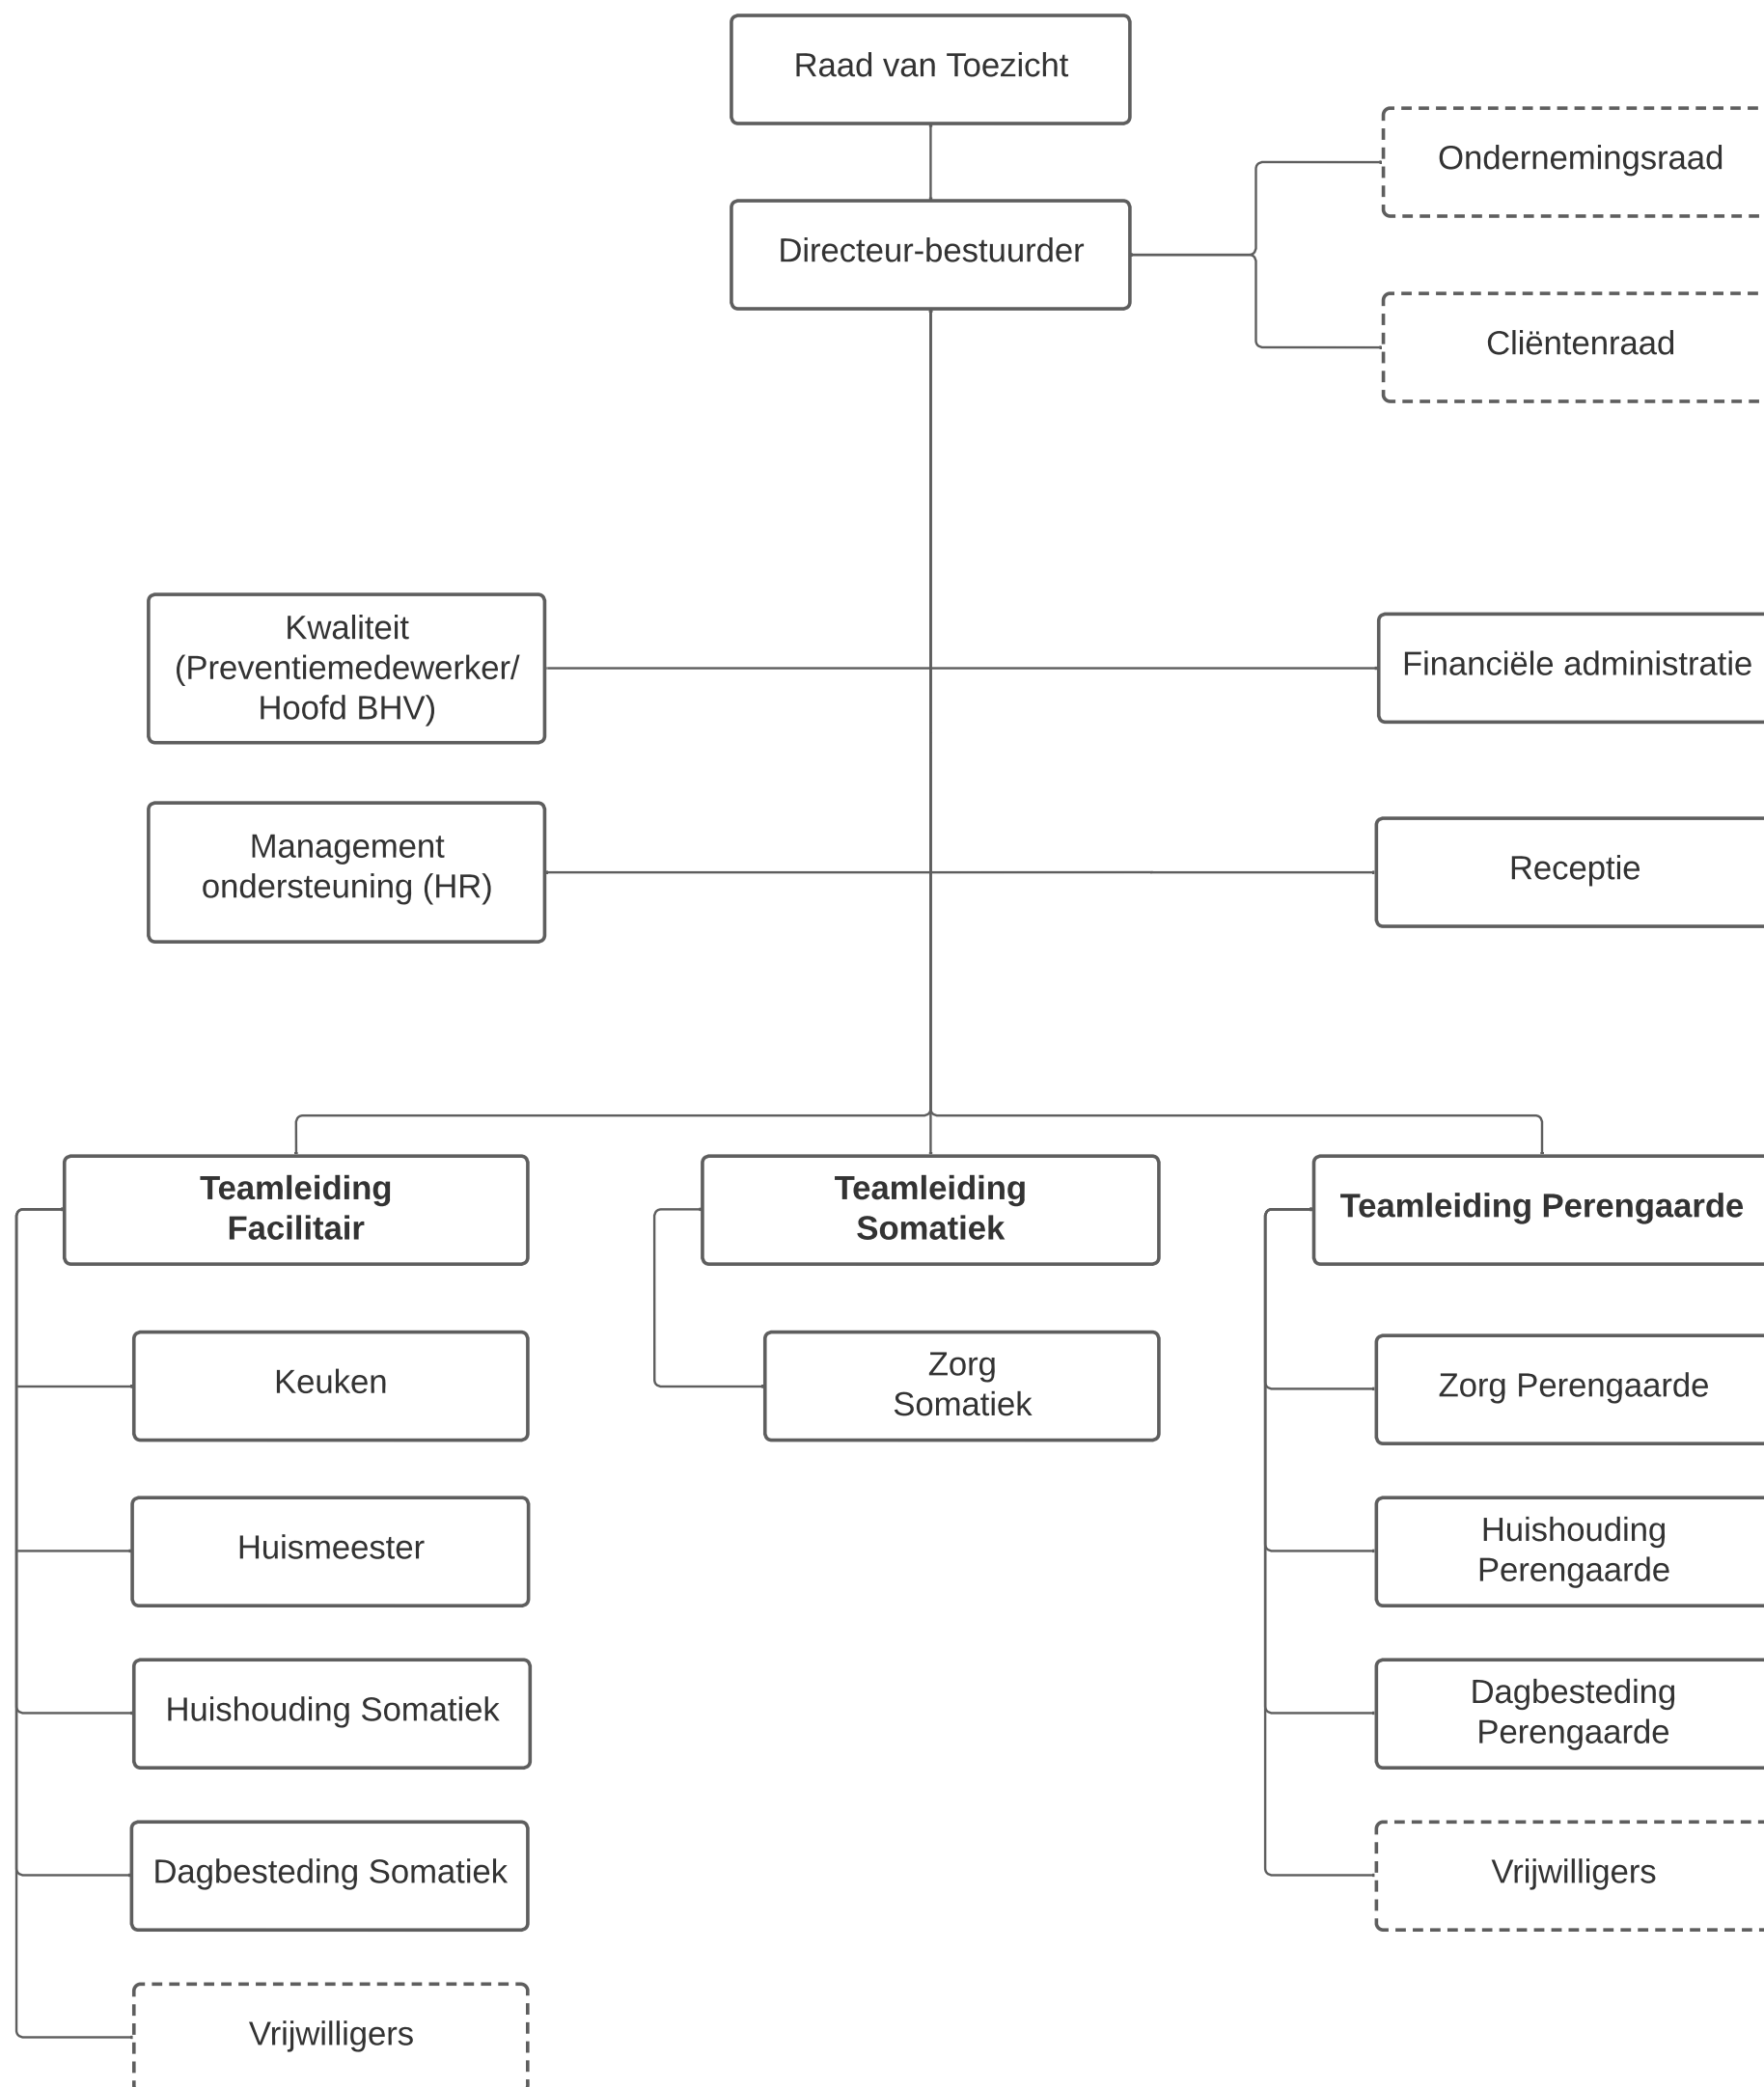 Raad van Toezicht
Ondernemingsraad
Directeur-bestuurder
Cliëntenraad
Kwaliteit
(Preventiemedewerker/
Hoofd BHV)
Financiële administratie
Management
ondersteuning (HR)
Receptie
Teamleiding
Facilitair
Teamleiding
Somatiek
Teamleiding Perengaarde
Keuken
Zorg
Somatiek
Zorg Perengaarde
Huismeester
Huishouding
Perengaarde
Huishouding Somatiek
Dagbesteding
Perengaarde
Dagbesteding Somatiek
Vrijwilligers
Vrijwilligers